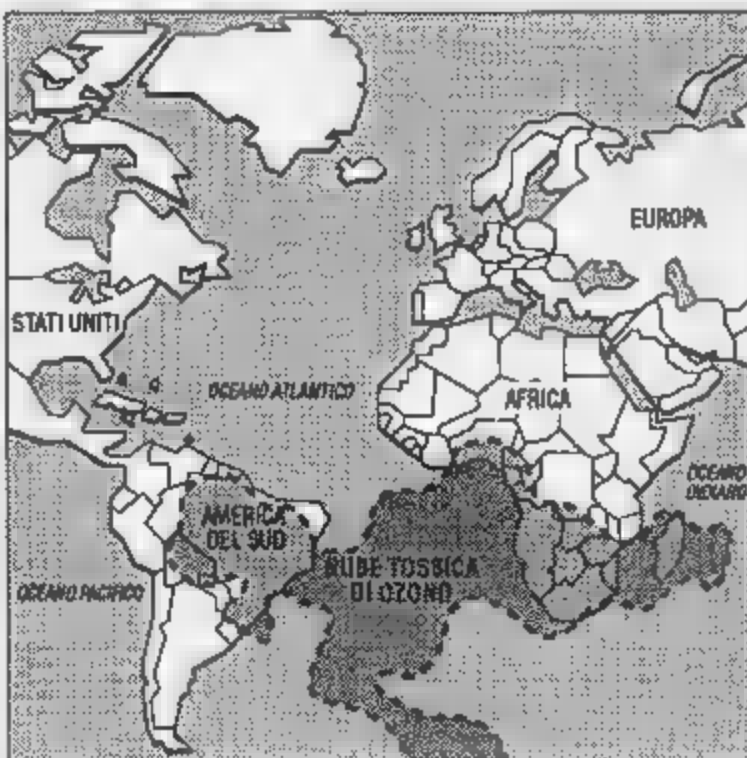 EUROPA
STATI UNITI
OCEANO ATLANTICO
AFRICA
OCEANO
INDIANO
AMERICA
DEL SUD
NUBE TOSSICA
DI OZONO
OCEANO PACIFICO